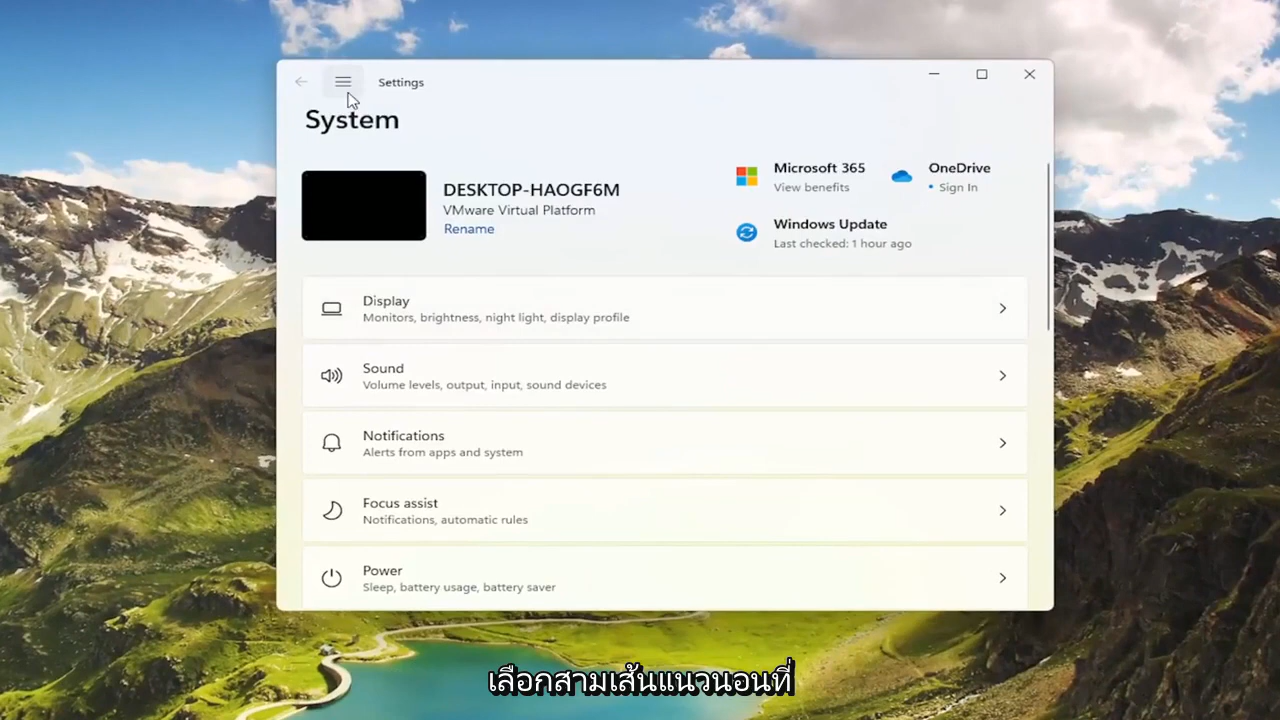 Settings
System
DESKTOP-HAOGF6M
VMware Virtual Platform
Rename
Microsoft 365
View benefits
OneDrive
Sign In
Windows Update
Last checked: 1 hour ago
Display
Monitors, brightness, night light, display profile
Sound
Volume levels, output, input, sound devices
Notifications
Alerts from apps and system
Focus assist
Notifications, automatic rules
Power
Sleep, battery usage, battery saver
เลือกสามเส้นแนวนอนที่